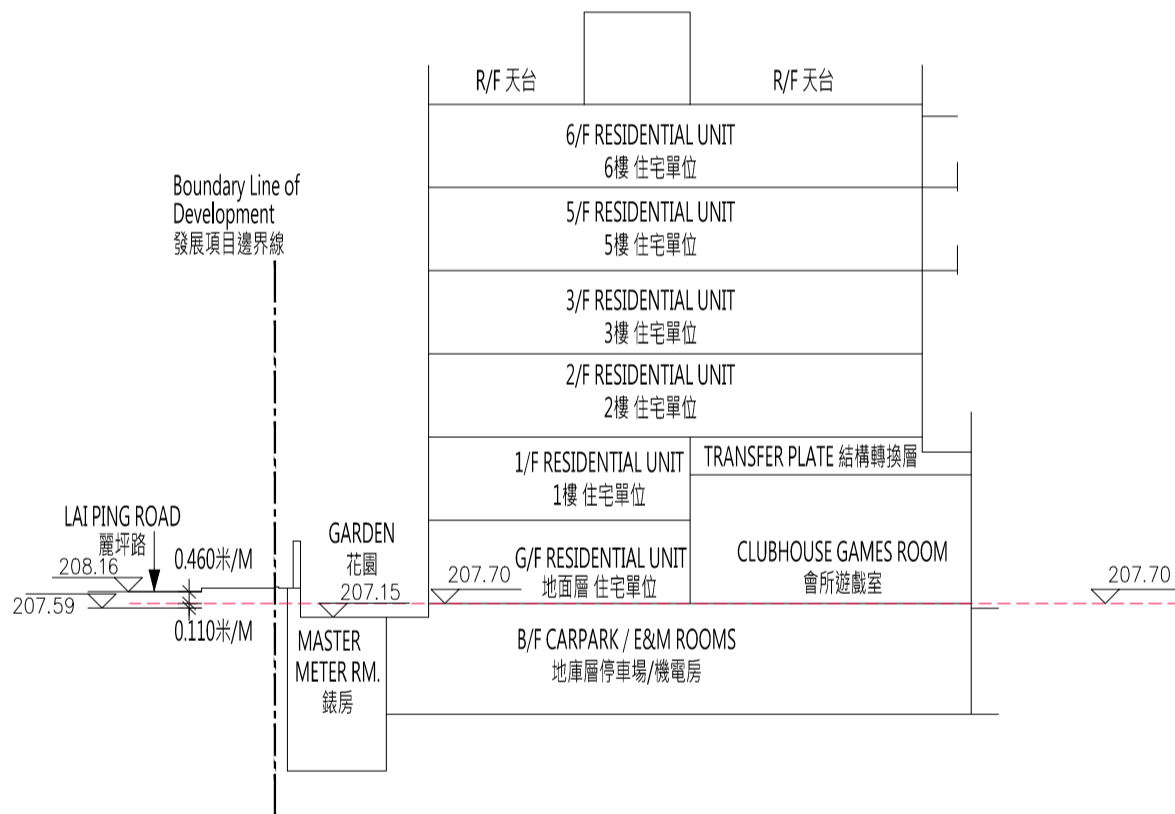 R/F 天台
R/F 天台
6/F RESIDENTIAL UNIT
6樓 住宅單位
Boundary Line of
Development
發展項目邊界線
5/F RESIDENTIAL UNIT
5樓 住宅單位
3/F RESIDENTIAL UNIT
3樓 住宅單位
2/F RESIDENTIAL UNIT
2樓 住宅單位
1/F RESIDENTIAL UNIT
1樓 住宅單位
TRANSFER PLATE 結構轉換層
LAI PING ROAD
麗坪路
208.16
207.59
0.460米/M
0.110米/M
GARDEN
花園
207.15
207.70
G/F RESIDENTIAL UNIT
地面層 住宅單位
CLUBHOUSE GAMES ROOM
會所遊戲室
207.70
MASTER
METER RM.
錶房
B/F CARPARK / E&M ROOMS
地庫層停車場/機電房